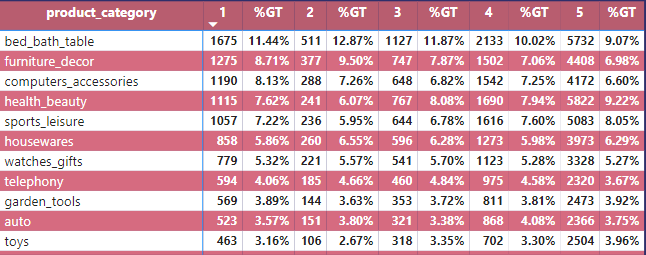 product_category 1 %GT 2 %GT 3 %GT 4 %GT 5 %GT
bed_bath_table 1675 11.44% 511 12.87% 1127 11.87% 2133 10.02% 5732 9.07%
furniture_decor 1275 8.71% 377 9.50% 747 7.87% 1502 7.06% 4408 6.98%
computers_accessories 1190 8.13% 288 7.26% 648 6.82% 1542 7.25% 4172 6.60%
health_beauty 1115 7.62% 241 6.07% 767 8.08% 1690 7.94% 5822 9.22%
sports_leisure 1057 7.22% 236 5.95% 644 6.78% 1616 7.60% 5083 8.05%
housewares 858 5.86% 260 6.55% 596 6.28% 1273 5.98% 3973 6.29%
watches_gifts 779 5.32% 221 5.57% 541 5.70% 1123 5.28% 3328 5.27%
telephony 594 4.06% 185 4.66% 460 4.84% 975 4.58% 2320 3.67%
garden_tools 569 3.89% 144 3.63% 353 3.72% 811 3.81% 2473 3.92%
auto 523 3.57% 151 3.80% 321 3.38% 868 4.08% 2366 3.75%
toys 463 3.16% 106 2.67% 318 3.35% 702 3.30% 2504 3.96%